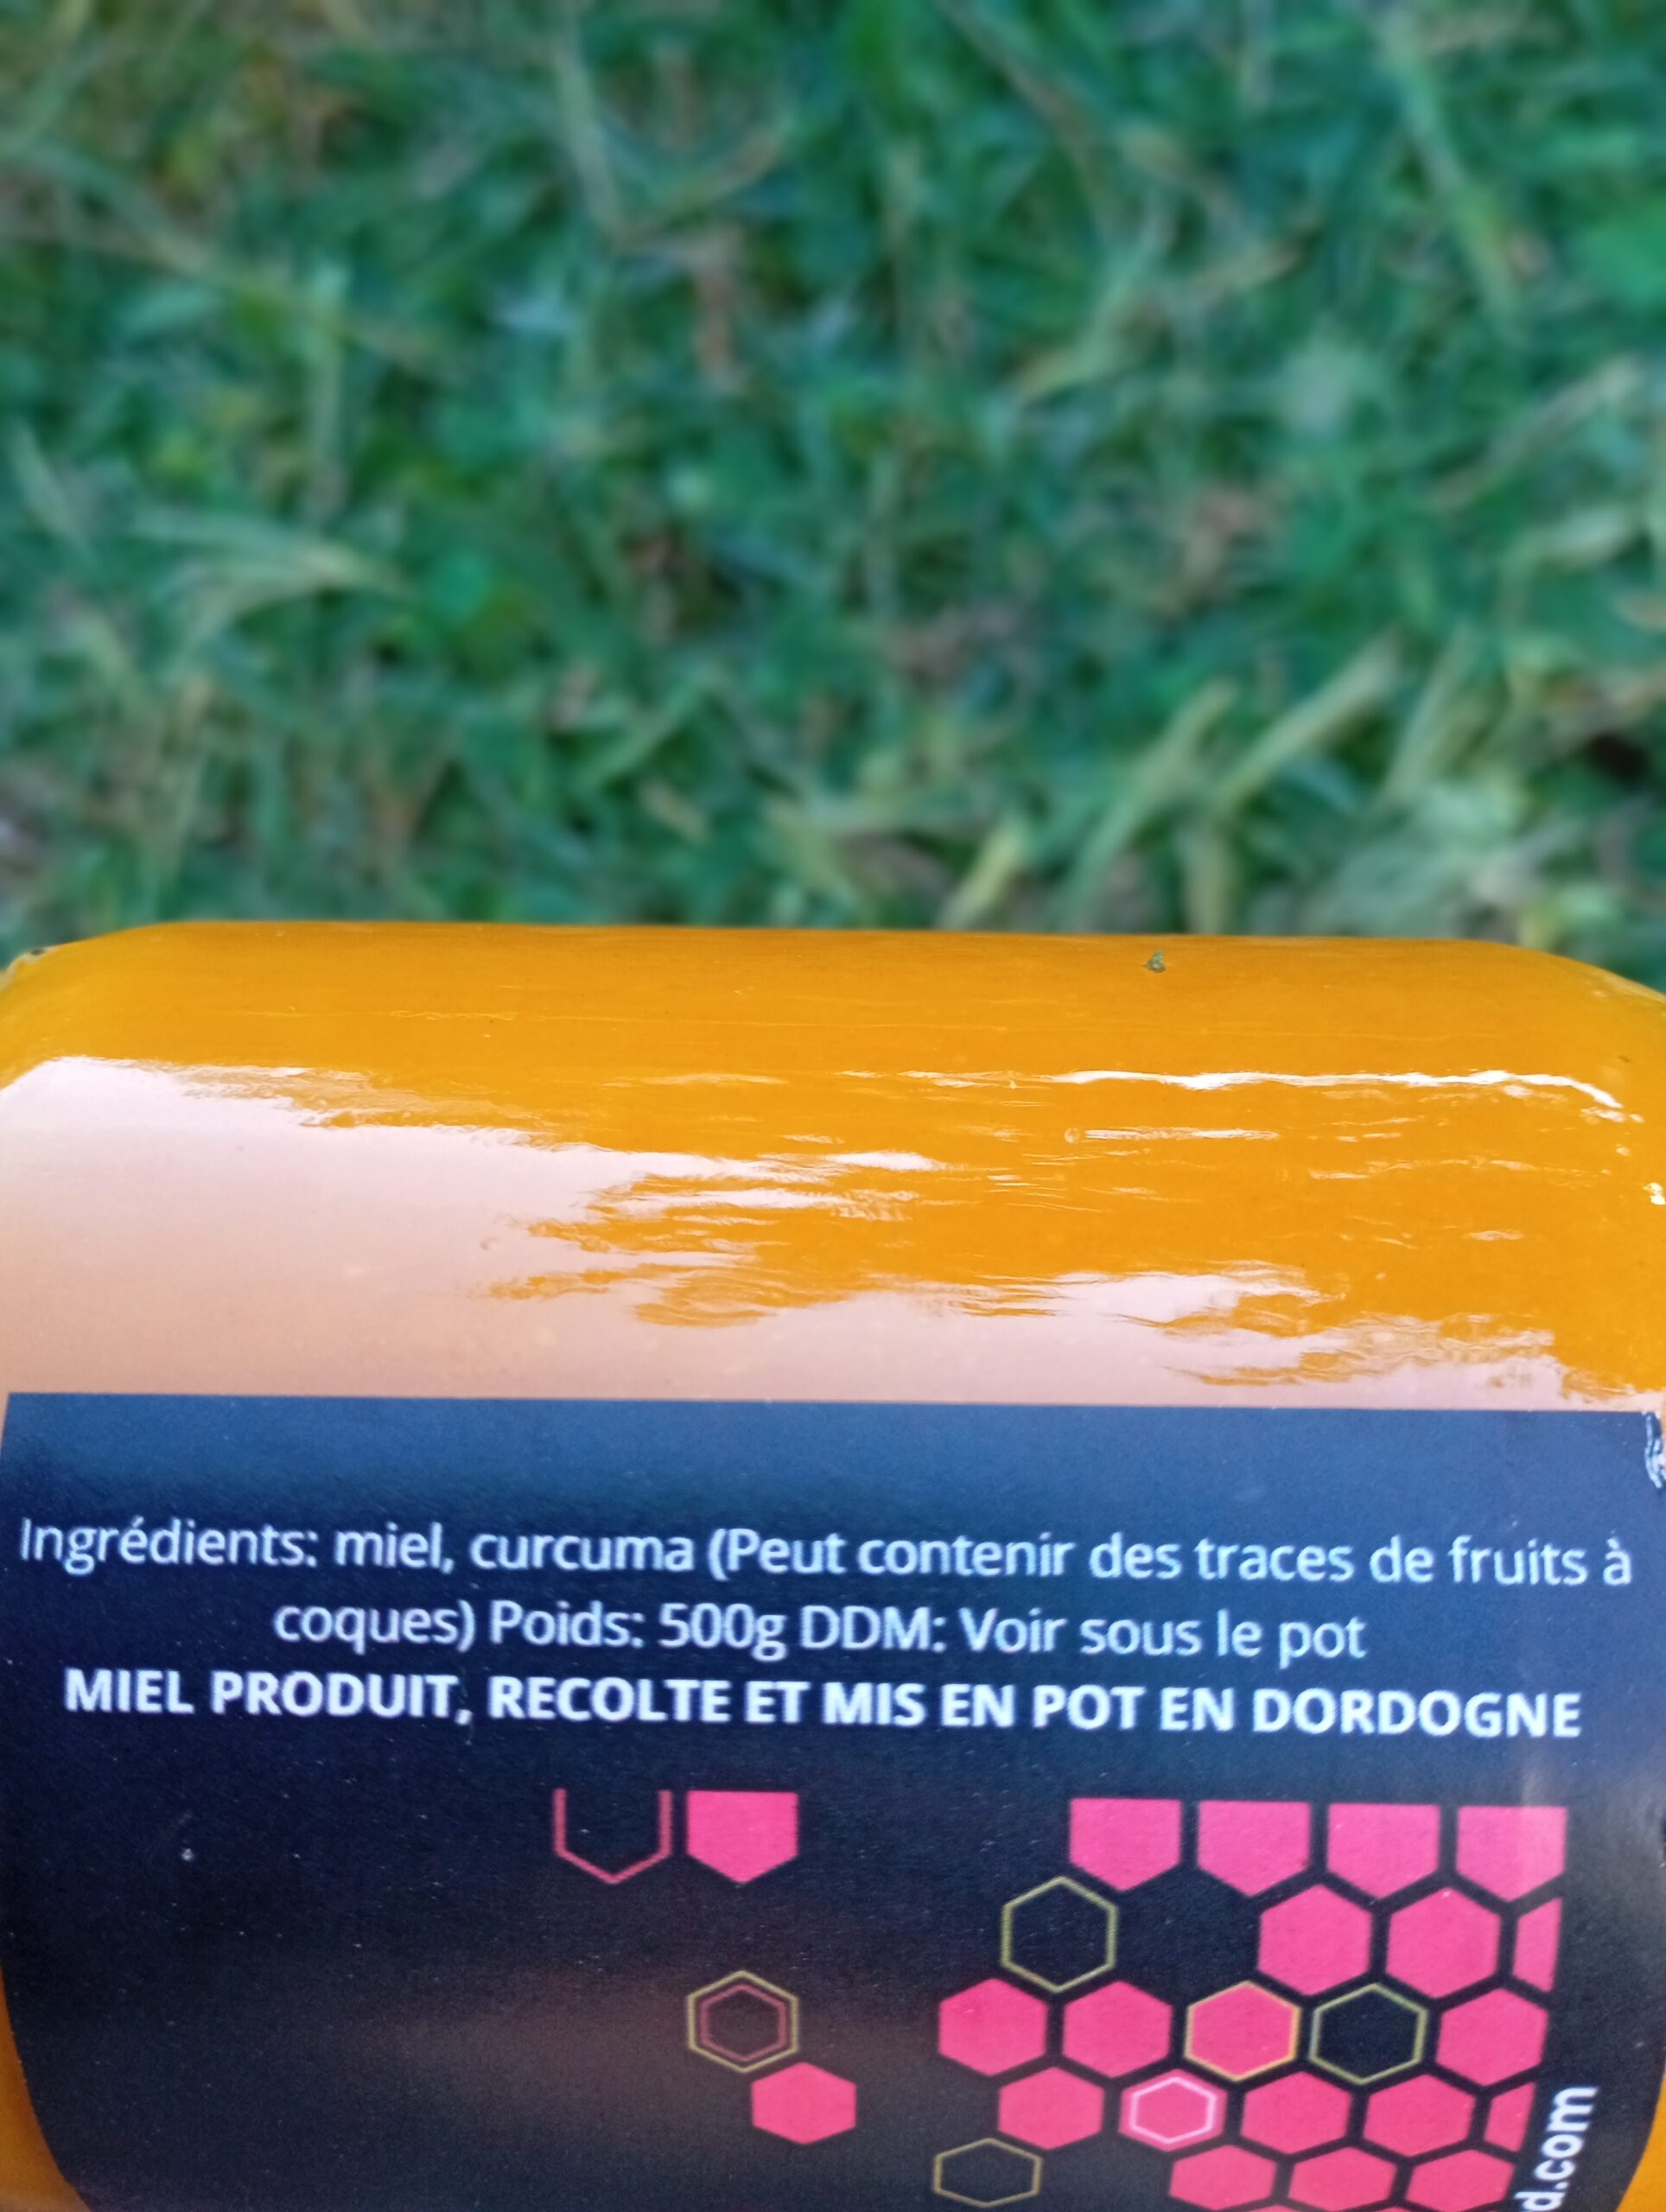 Ingrédients: miel, curcuma (Peut contenir des traces de fruits à
coques) Poids: 500g DDM: Voir sous le pot
MIEL PRODUIT, RECOLTE ET MIS EN POT EN DORDOGNE
d.com